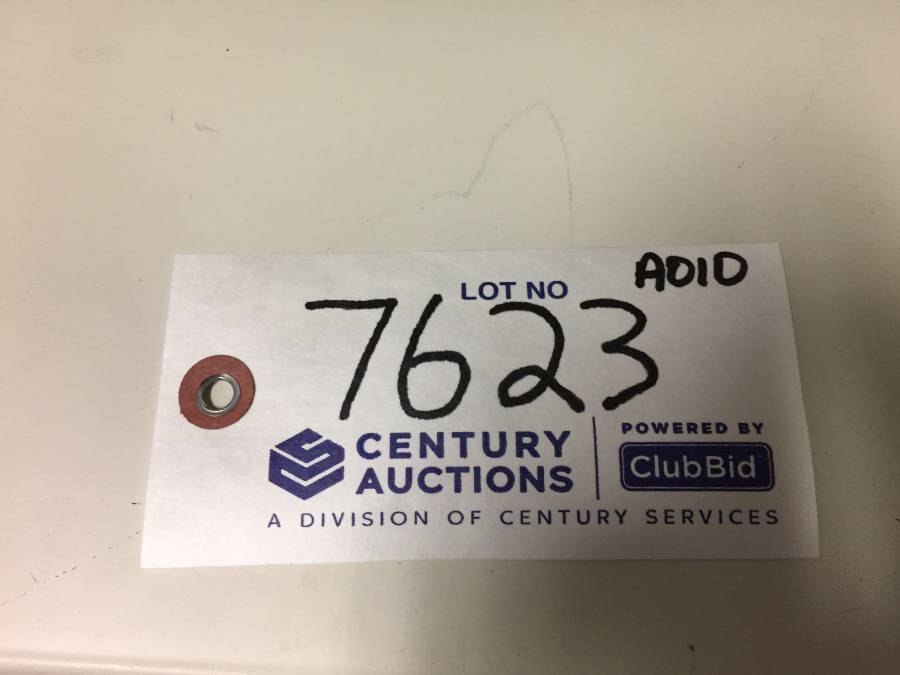 A010
LOT NO
7623
CENTURY AUCTIONS
POWERED BY
ClubBid
A DIVISION OF CENTURY SERVICES